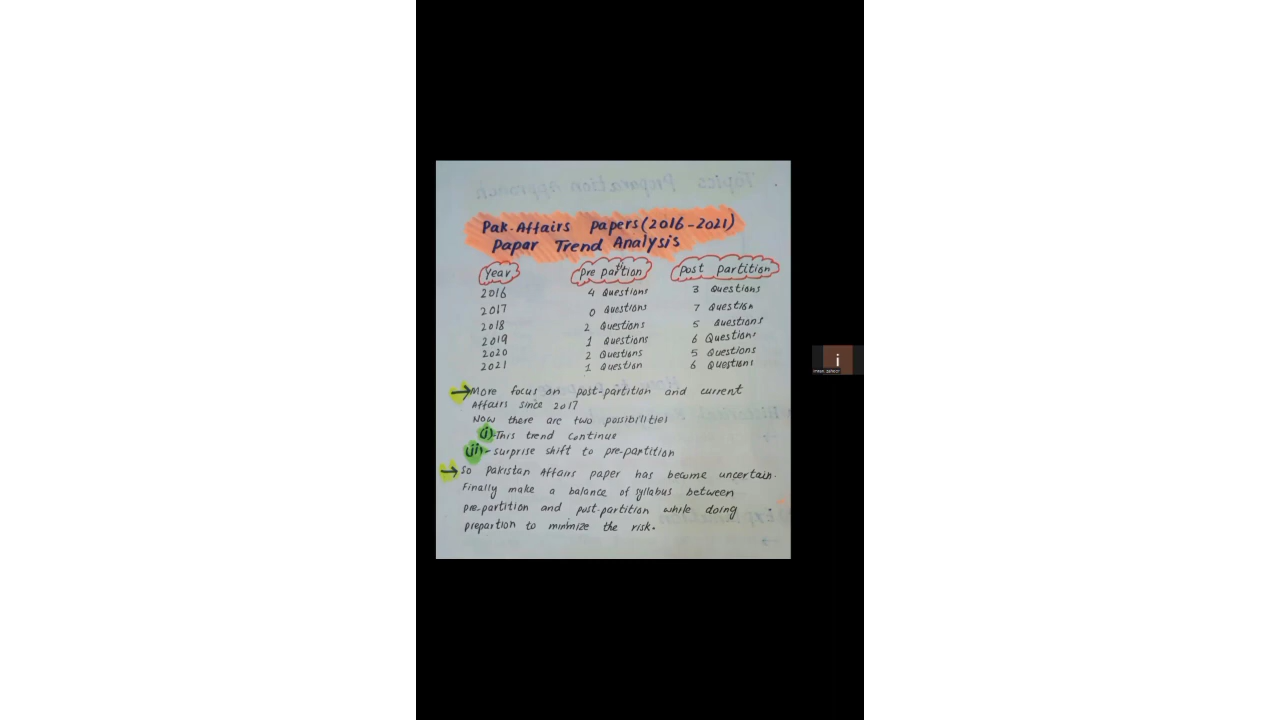 Pak. Affairs papers (2016-2021)
Papar Trend Analysis
Year pre partition post partition
2016 4 Questions 3 Questions
2017 0 Questions 7 Question
2018 2 Questions 5 Questions
2019 1 Questions 6 Questions
2020 2 Questions 5 Questions
2021 1 Question 6 Questions
→ More focus on post-partition and current
Affairs since 2017
Now there are two possibilities
(i) - This trend continue
(ii) - surprise shift to pre-partition
→ So Pakistan Affairs paper has become uncertain.
Finally make a balance of syllabus between
pre-partition and post-partition while doing
prepartion to minimize the risk.
i